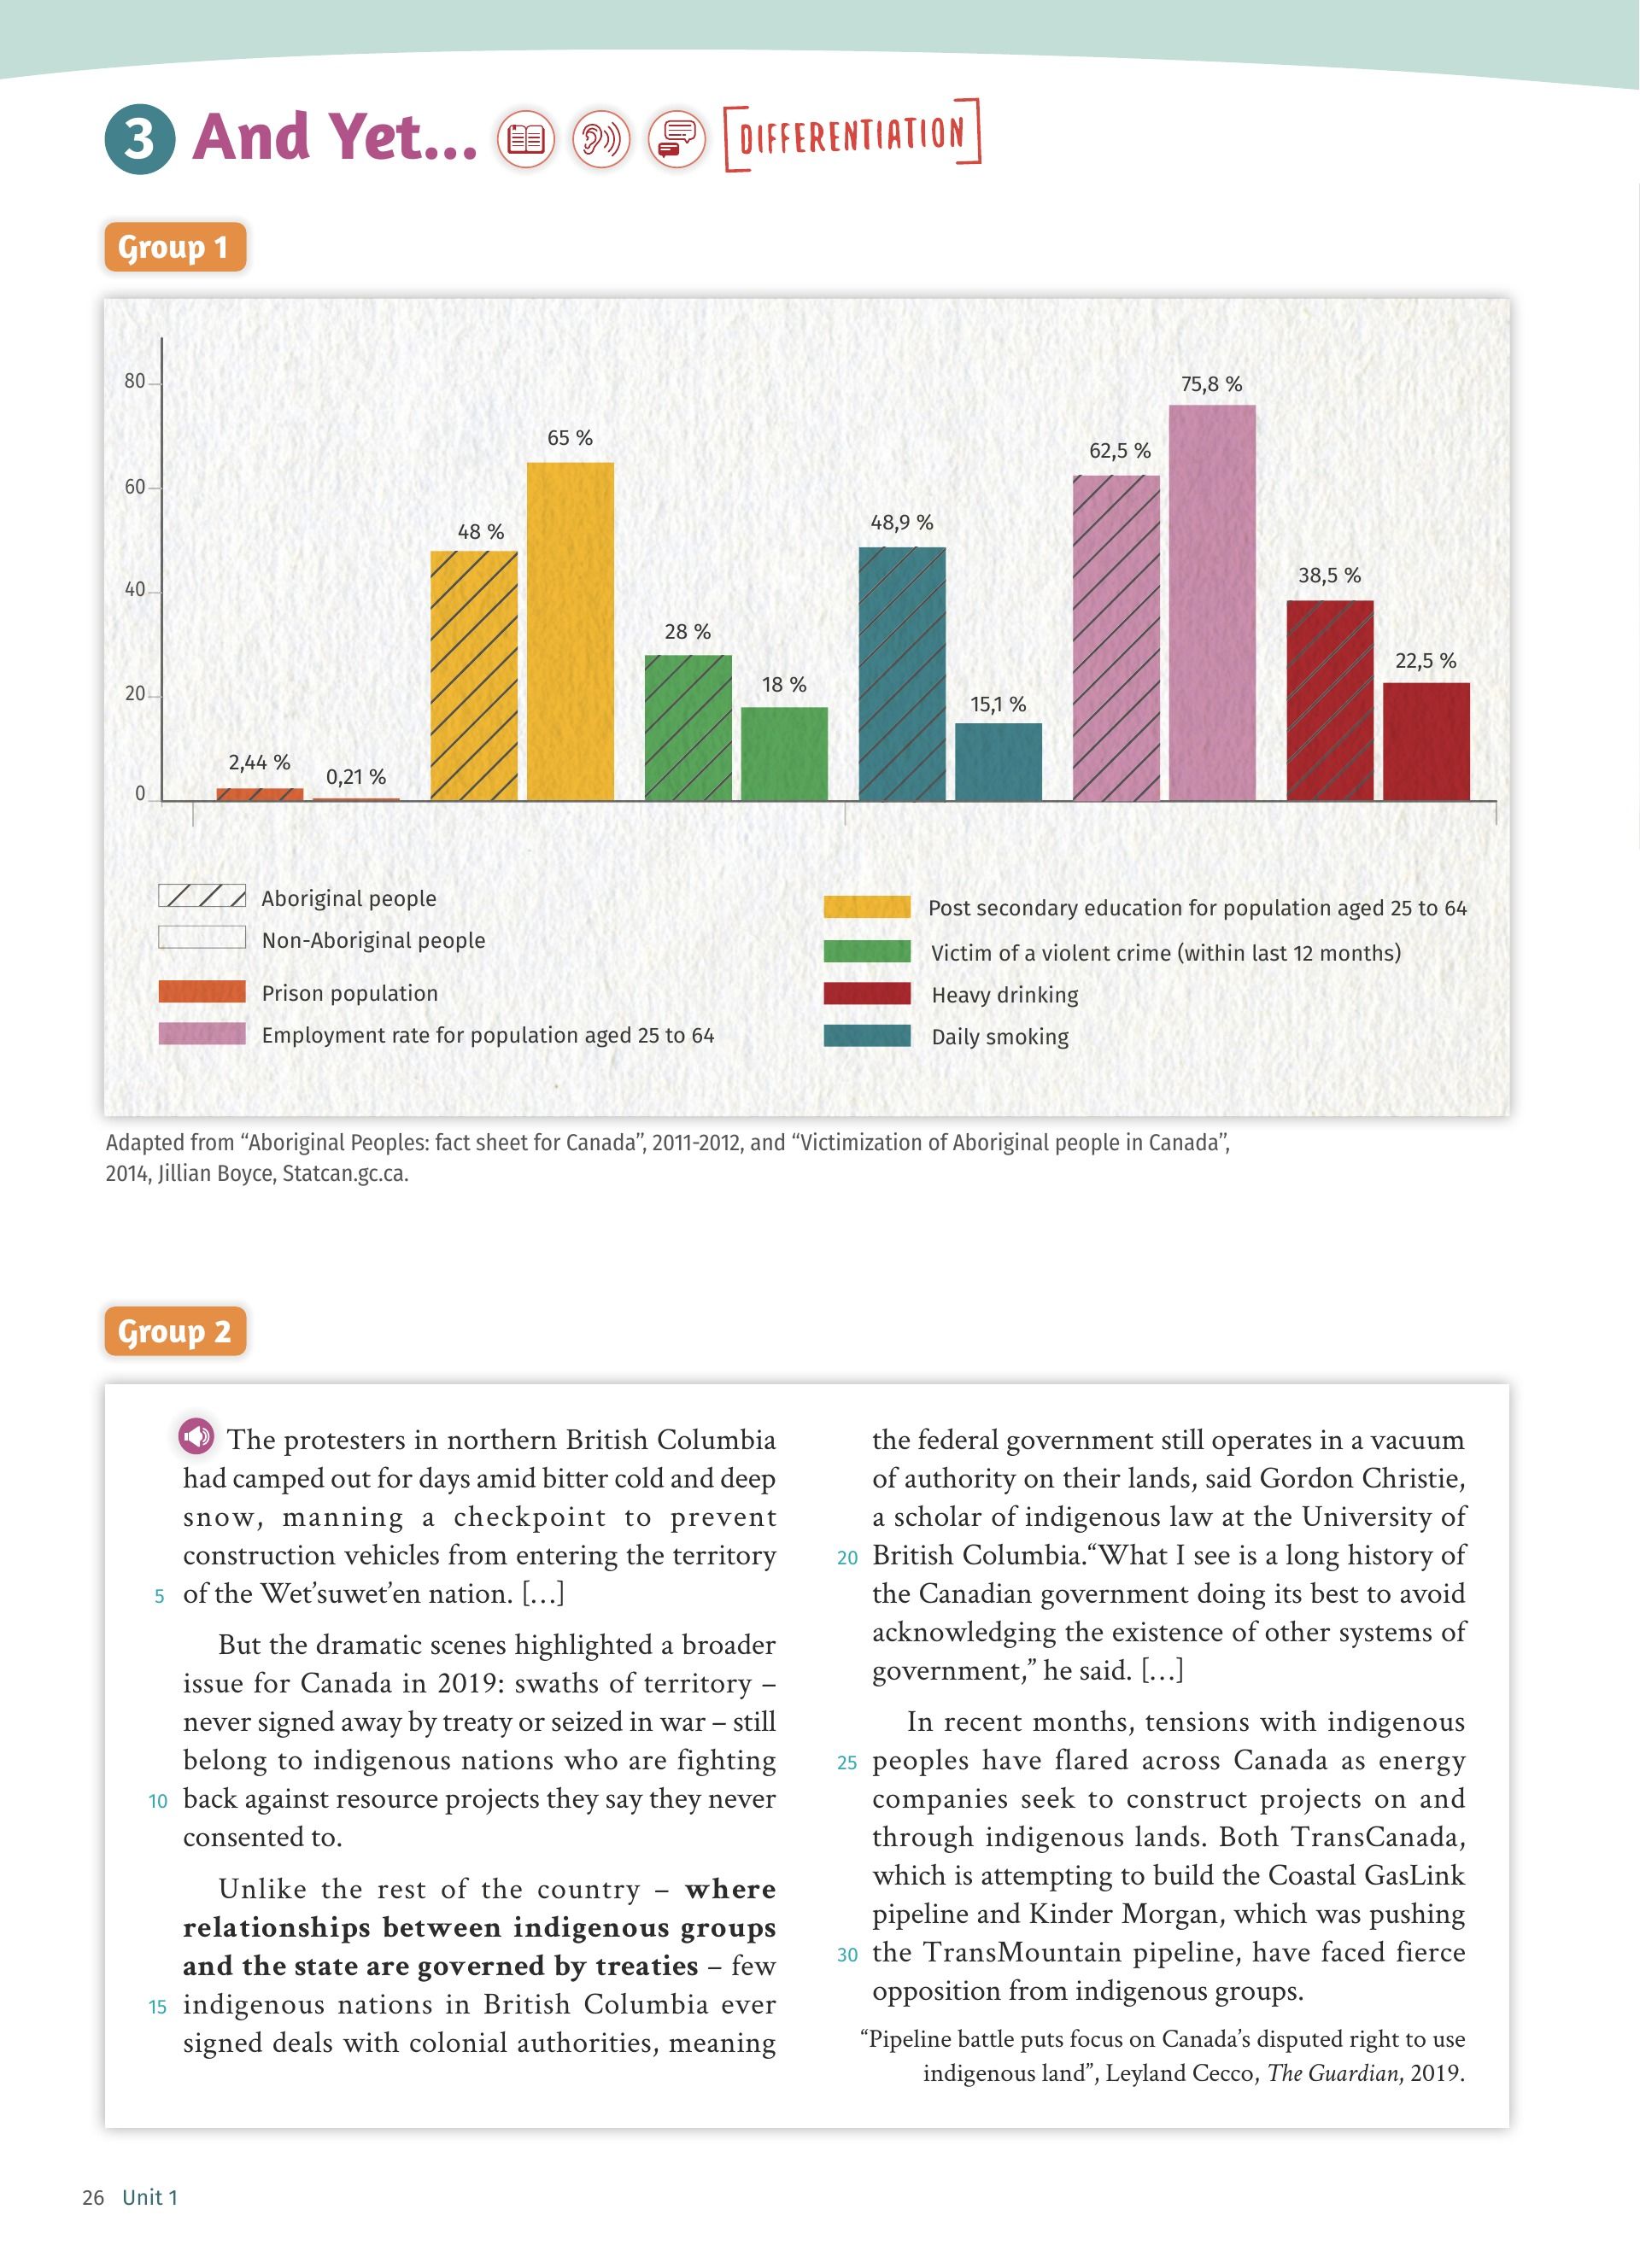 3 And Yet... DIFFERENTIATION
Group 1
80
60
40
20
0
2,44 %
0,21 %
48 %
65 %
28 %
18 %
48,9 %
15,1 %
62,5 %
75,8 %
38,5 %
22,5 %
Aboriginal people
Non-Aboriginal people
Prison population
Employment rate for population aged 25 to 64
Post secondary education for population aged 25 to 64
Victim of a violent crime (within last 12 months)
Heavy drinking
Daily smoking
Adapted from “Aboriginal Peoples: fact sheet for Canada”, 2011-2012, and “Victimization of Aboriginal people in Canada”,
2014, Jillian Boyce, Statcan.gc.ca.
Group 2
The protesters in northern British Columbia
had camped out for days amid bitter cold and deep
snow, manning a checkpoint to prevent
construction vehicles from entering the territory
5 of the Wet’suwet’en nation. [...]
But the dramatic scenes highlighted a broader
issue for Canada in 2019: swaths of territory –
never signed away by treaty or seized in war – still
belong to indigenous nations who are fighting
10 back against resource projects they say they never
consented to.
Unlike the rest of the country – where
relationships between indigenous groups
and the state are governed by treaties – few
15 indigenous nations in British Columbia ever
signed deals with colonial authorities, meaning
the federal government still operates in a vacuum
of authority on their lands, said Gordon Christie,
a scholar of indigenous law at the University of
20 British Columbia.“What I see is a long history of
the Canadian government doing its best to avoid
acknowledging the existence of other systems of
government,” he said. [...]
In recent months, tensions with indigenous
25 peoples have flared across Canada as energy
companies seek to construct projects on and
through indigenous lands. Both TransCanada,
which is attempting to build the Coastal GasLink
pipeline and Kinder Morgan, which was pushing
30 the TransMountain pipeline, have faced fierce
opposition from indigenous groups.
“Pipeline battle puts focus on Canada’s disputed right to use
indigenous land”, Leyland Cecco, The Guardian, 2019.
26 Unit 1